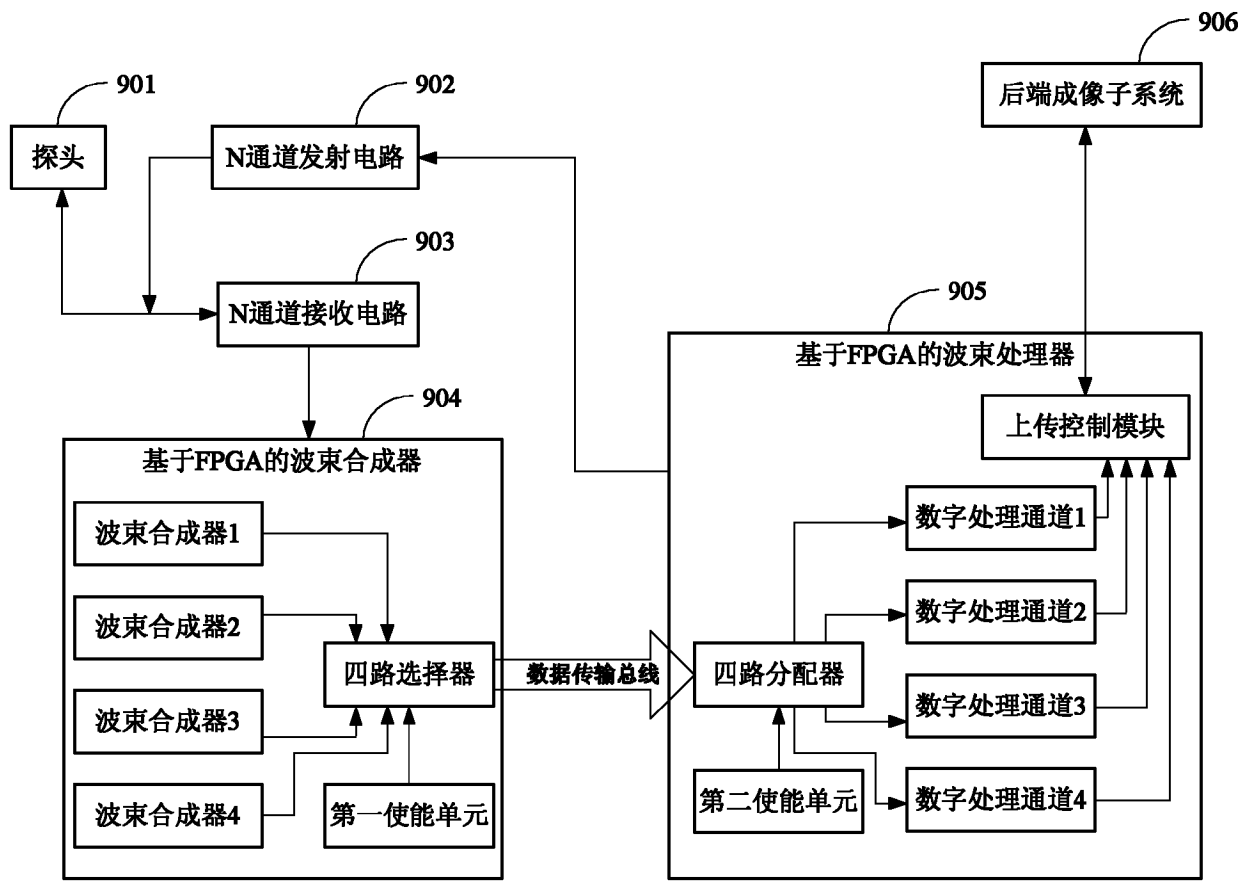 906
后端成像子系统
901
902
探头
N通道发射电路
903
N通道接收电路
905
基于FPGA的波束处理器
904
上传控制模块
基于FPGA的波束合成器
波束合成器1
数字处理通道1
波束合成器2
数字处理通道2
四路选择器
数据传输总线
四路分配器
波束合成器3
数字处理通道3
波束合成器4
第一使能单元
第二使能单元
数字处理通道4